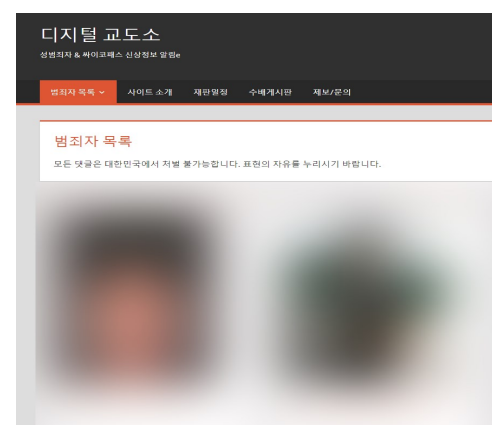 디지털 교도소
성범죄자 & 싸이코패스 신상정보 알림e
범죄자 목록 사이트 소개 재판일정 수배게시판 제보/문의
범죄자 목록
모든 댓글은 대한민국에서 처벌 불가능합니다. 표현의 자유를 누리시기 바랍니다.